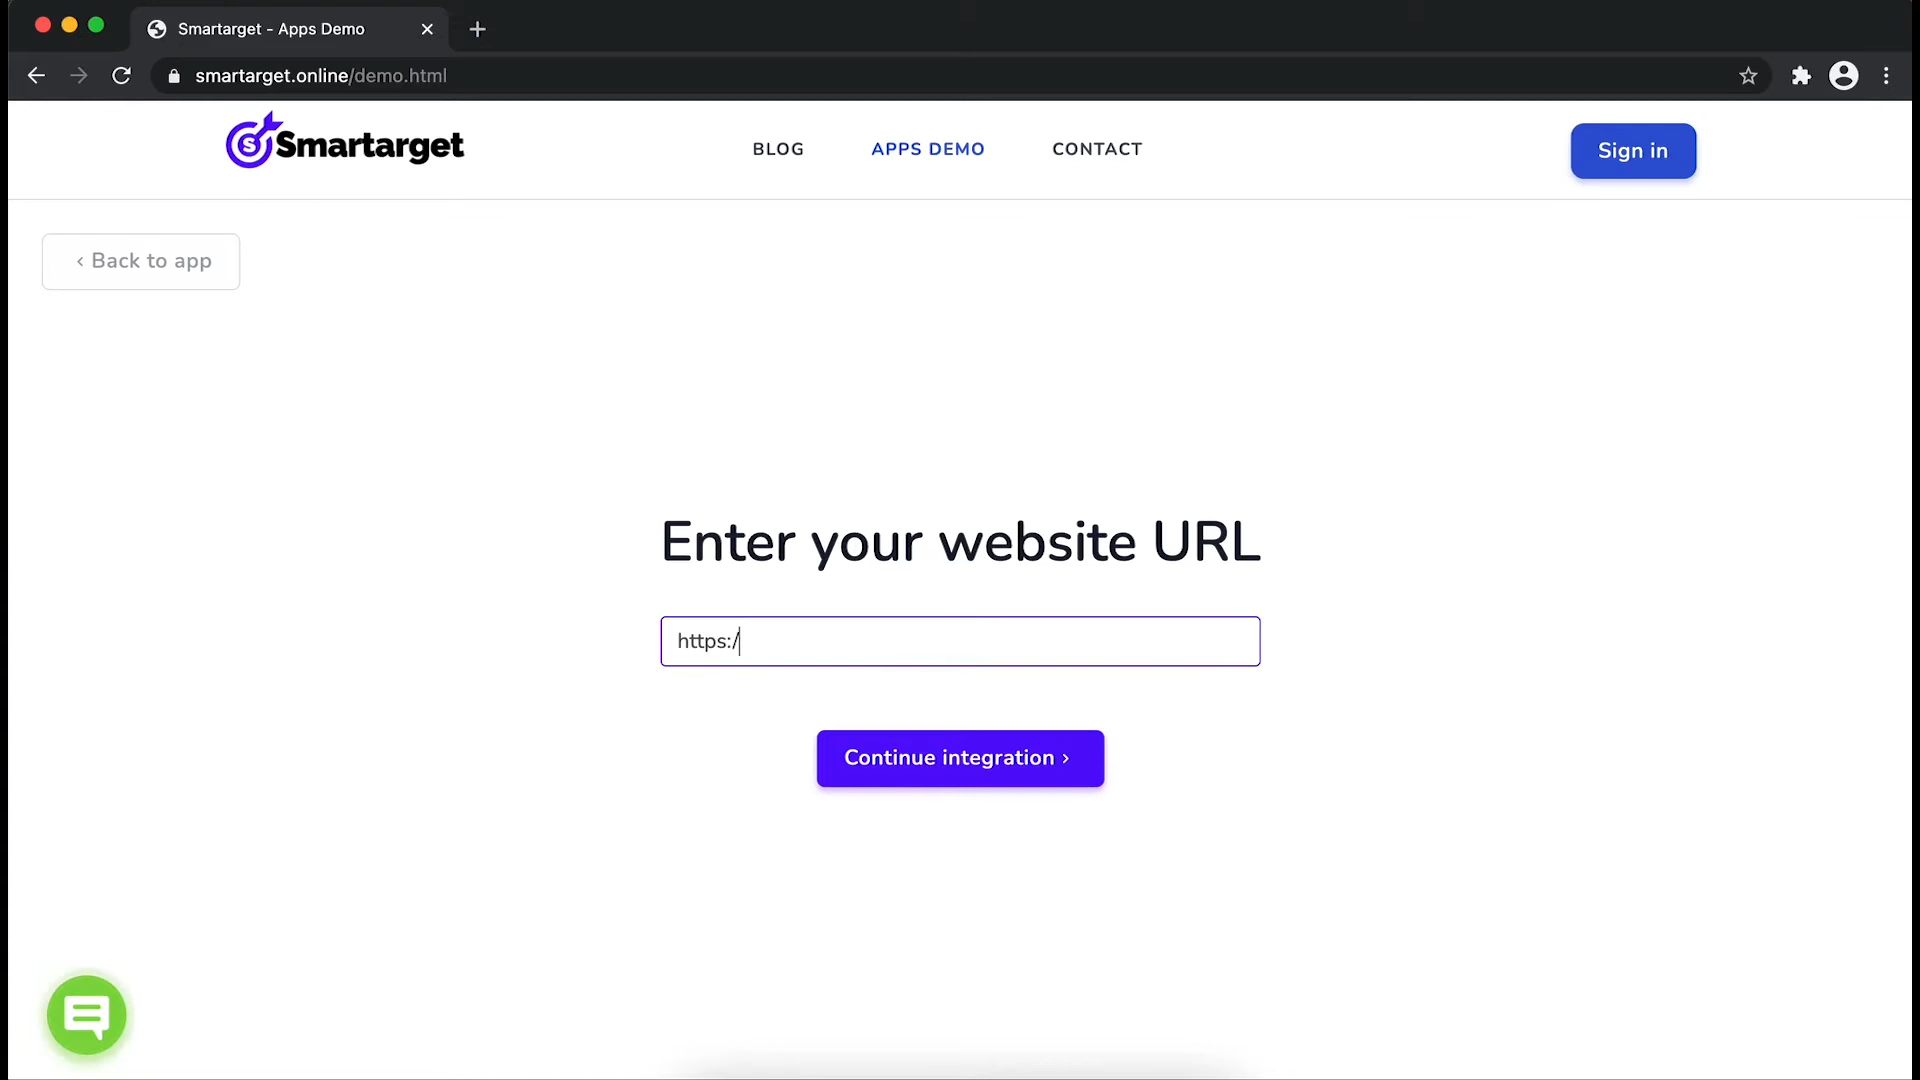 Smartarget - Apps Demo
smartarget.online/demo.html
Smartarget
BLOG
APPS DEMO
CONTACT
Sign in
‹ Back to app
Enter your website URL
https:/
Continue integration ›